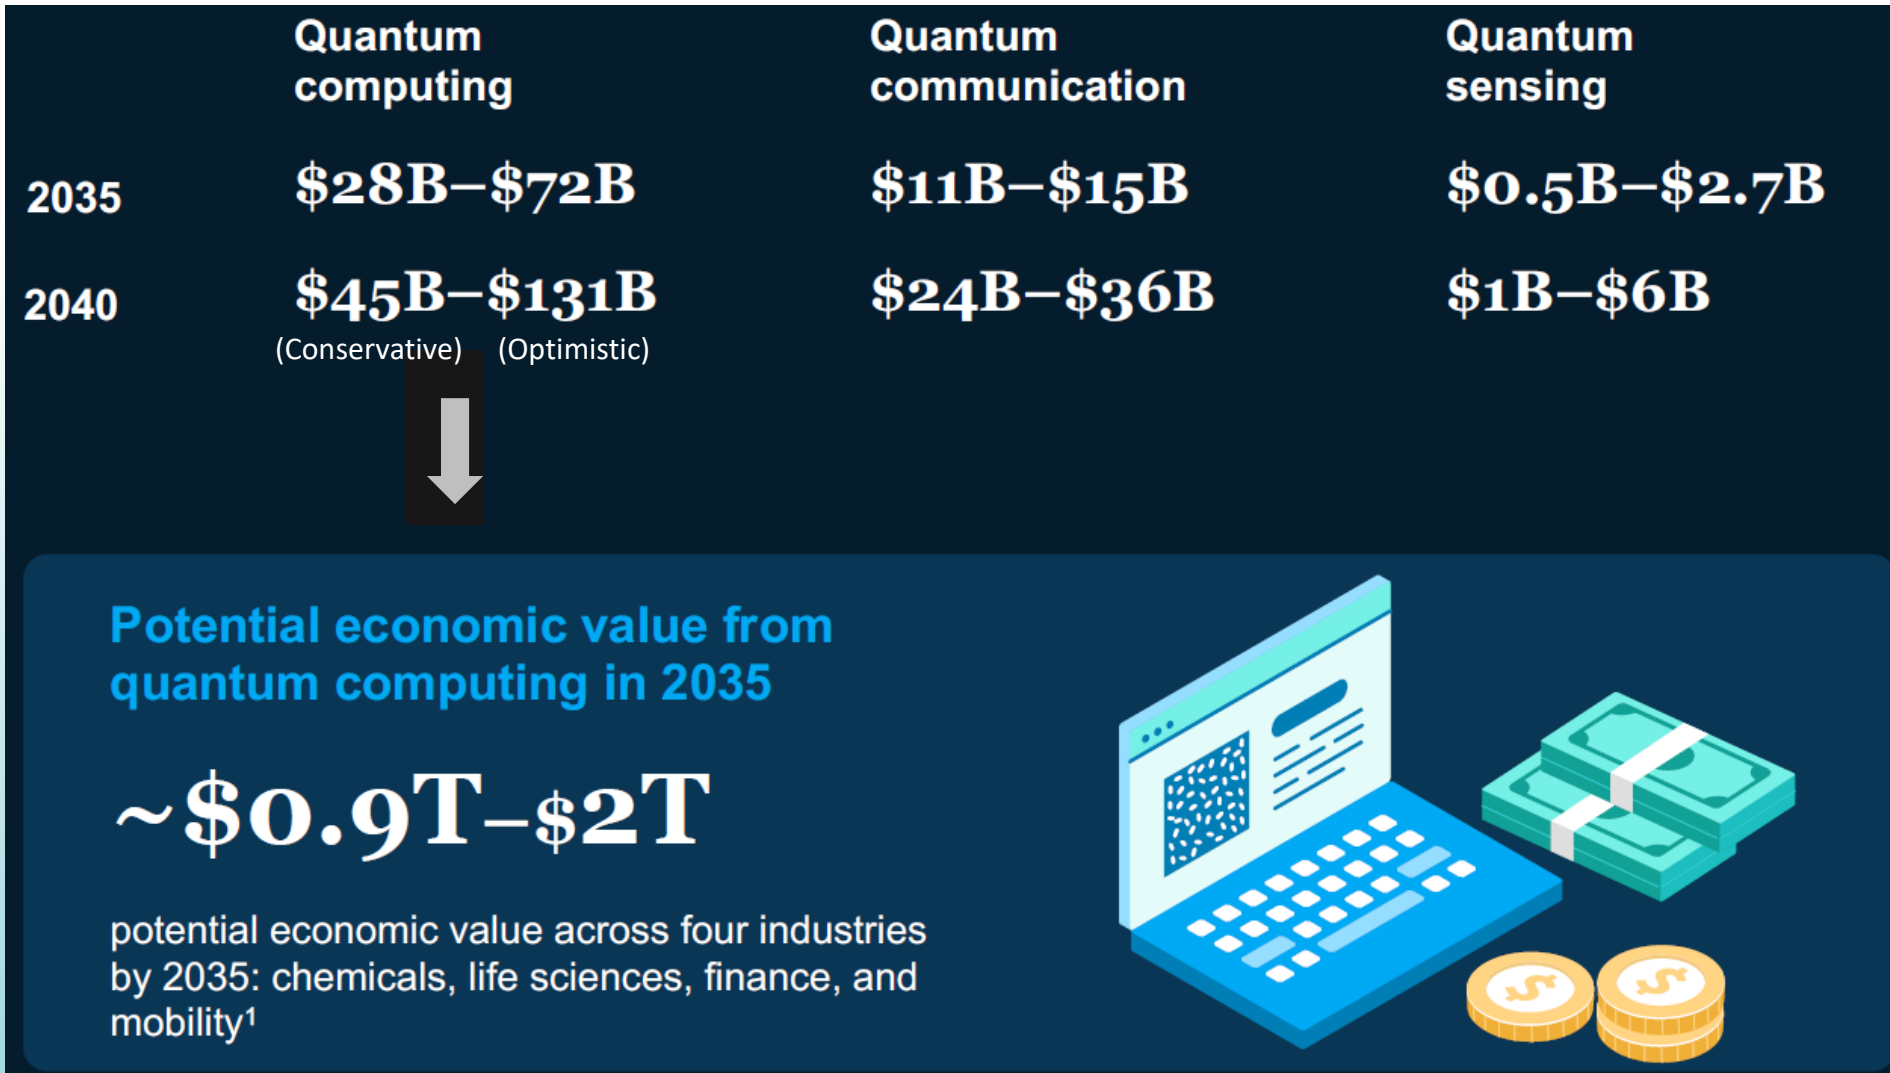 Quantum
computing
Quantum
communication
Quantum
sensing
2035
$28B–$72B
$11B–$15B
$0.5B–$2.7B
2040
$45B–$131B
$24B–$36B
$1B–$6B
(Conservative)
(Optimistic)
Potential economic value from
quantum computing in 2035
~$0.9T–$2T
potential economic value across four industries
by 2035: chemicals, life sciences, finance, and
mobility¹